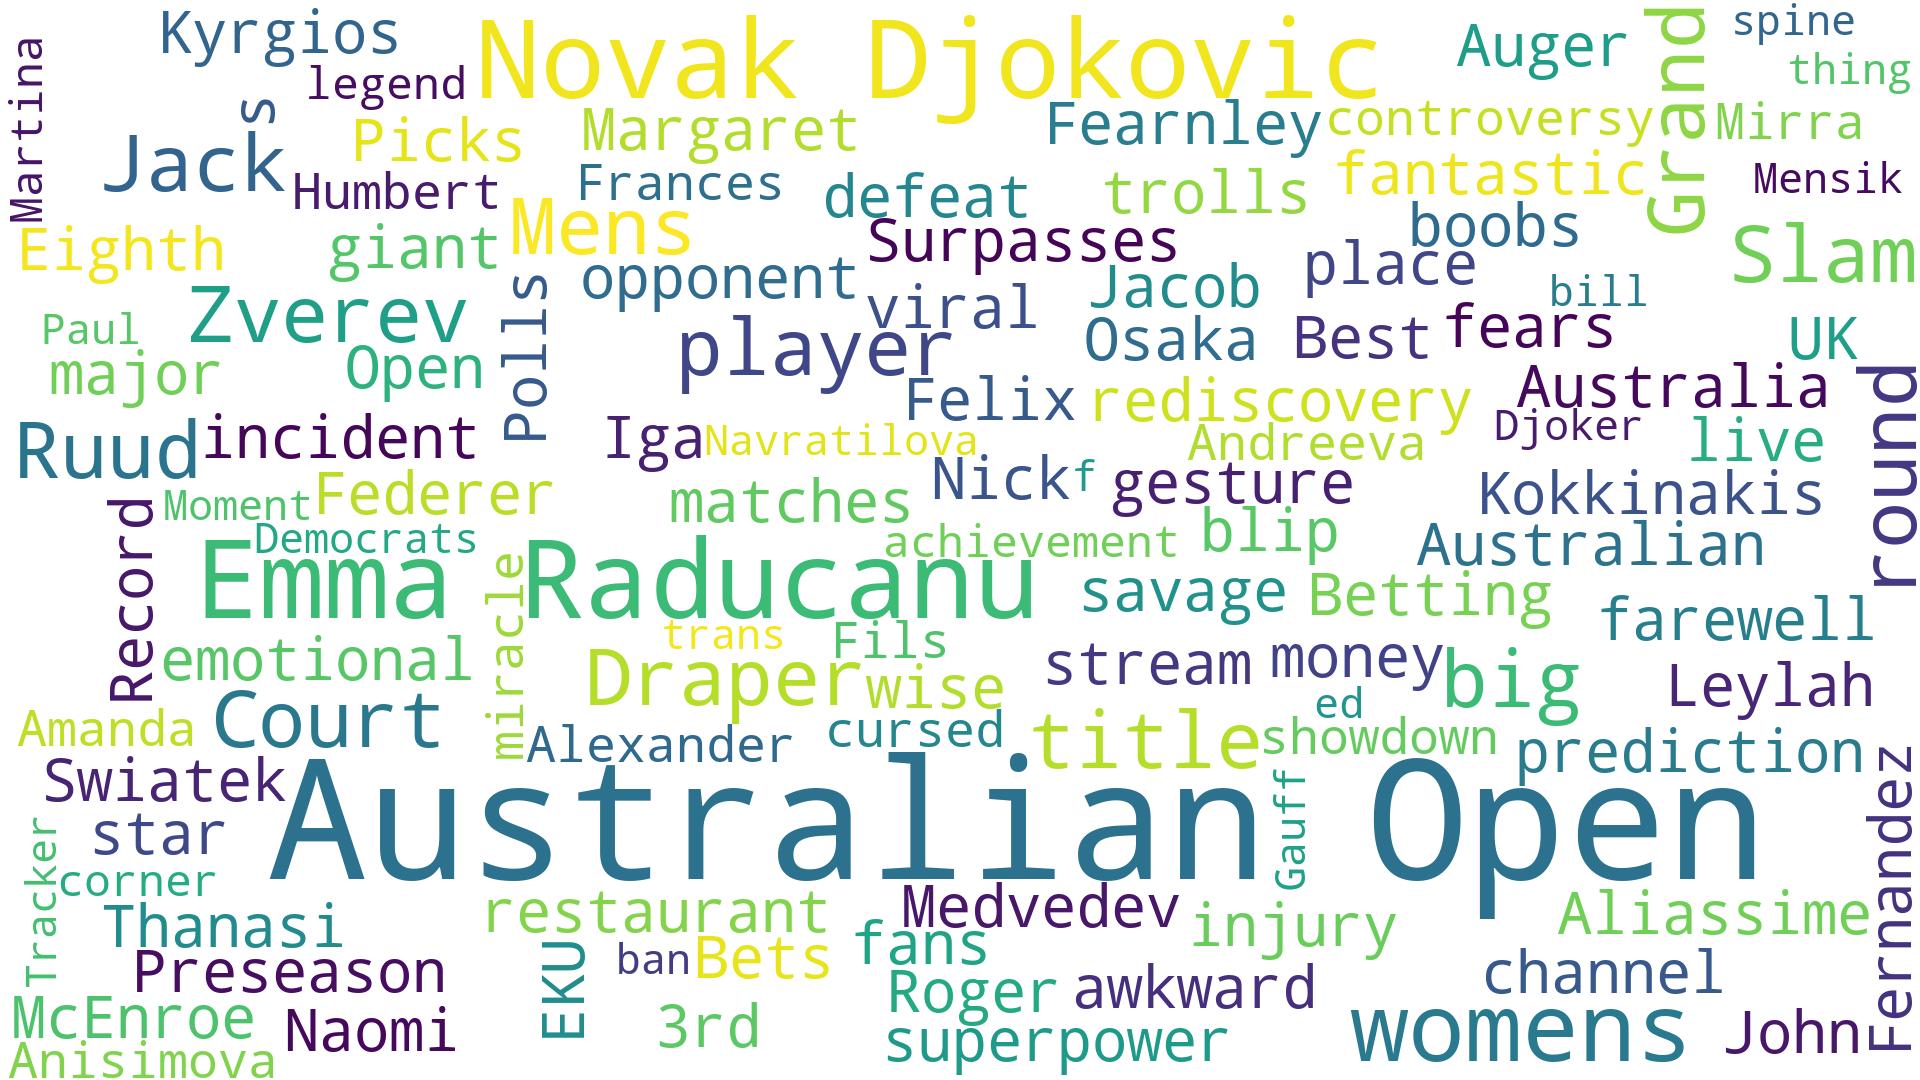 Kyrgios
Novak Djokovic
Auger
Grand
spine
thing
Martina
legend
s
Jack
Picks
Margaret
Fearnley
controversy
Mirra
Humbert
Frances
defeat
trolls
fantastic
Mensik
Eighth
giant
Mens
Surpasses
boobs
Slam
opponent
Jacob
place
bill
Zverev
Polls
viral
Paul
major
Open
player
Osaka
Best
fears
UK
Felix
rediscovery
Australia
round
Ruud
incident
Iga
Navratilova
Andreeva
Djoker
live
Record
Moment
Federer
matches
Nick
f
gesture
Kokkinakis
Democrats
achievement
blip
Australian
Emma Raducanu
miracle
savage
Betting
farewell
emotional
trans
Fils
Draper
wise
stream
money
big
Leylah
Amanda
Court
Alexander
cursed
title
ed
showdown
prediction
Swiatek
star
Australian Open
Gauff
Fernandez
Tracker
corner
Thanasi
restaurant
Medvedev
injury
Aliassime
Preseason
EKU
ban
Bets
fans
Roger
awkward
channel
McEnroe
Naomi
3rd
superpower
womens
John
Anisimova